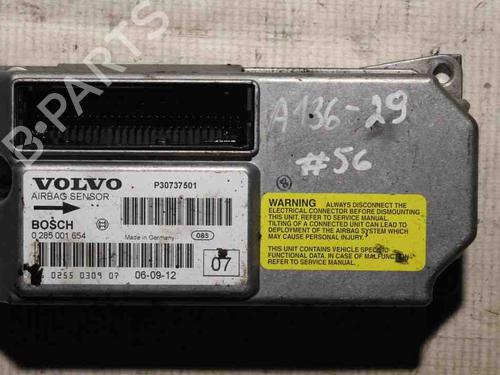 A136-29
#56
VOLVO
P30737501
AIRBAG SENSOR
BOSCH
Made in Germany
085
0 285 001 654
0255 0309 07
06-09-12
07
WARNING ALWAYS DISCONNECT THE
ELECTRICAL CONNECTOR BEFORE DISMOUNTING
THIS UNIT. REFER TO SERVICE MANUAL.
TILTING OF A CONNECTED UNIT CAN LEAD TO
DEPLOYMENT OF THE AIRBAG SYSTEM WHICH
MAY CAUSE PERSONAL INJURY.
THIS UNIT CONTAINS VEHICLE SPECIFIC
FUNCTIONAL DATA, IN CASE OF MALFUNCTION
REFER TO SERVICE MANUAL.